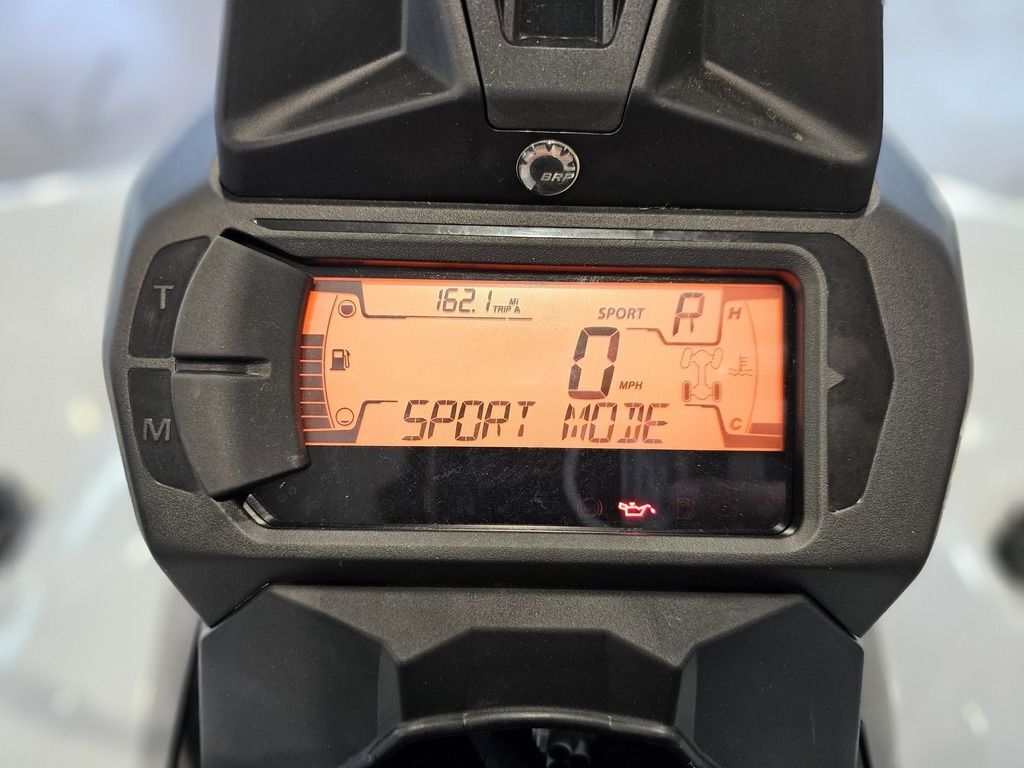 BRP
T
M
162.1 MI TRIP A
SPORT R
H
0 MPH
SPORT MODE
C